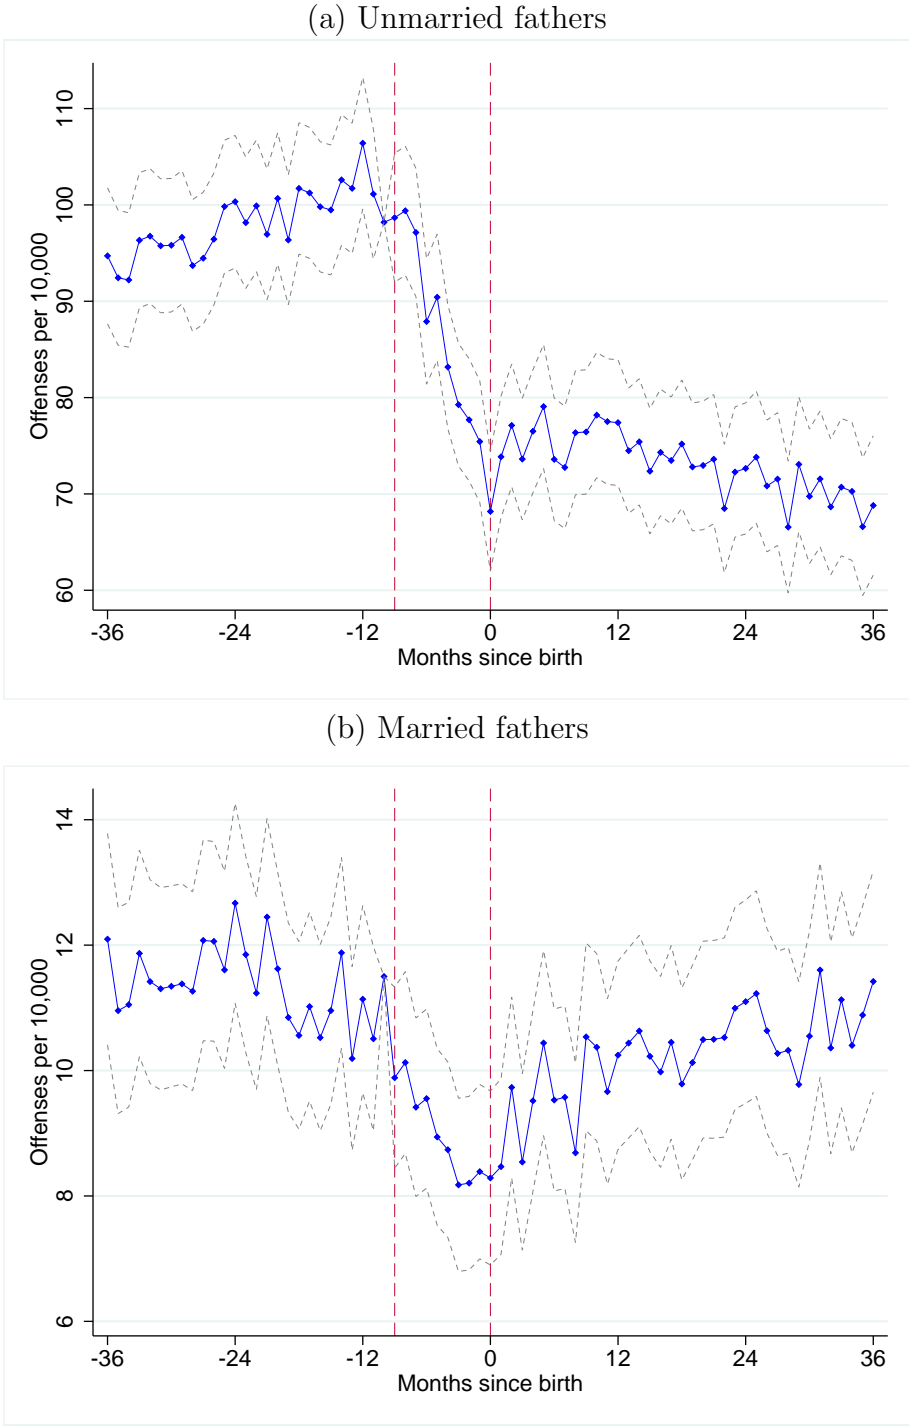 (a) Unmarried fathers
110
100
90
80
70
60
Offenses per 10,000
-36 -24 -12 0 12 24 36
Months since birth
(b) Married fathers
14
12
10
8
6
Offenses per 10,000
-36 -24 -12 0 12 24 36
Months since birth